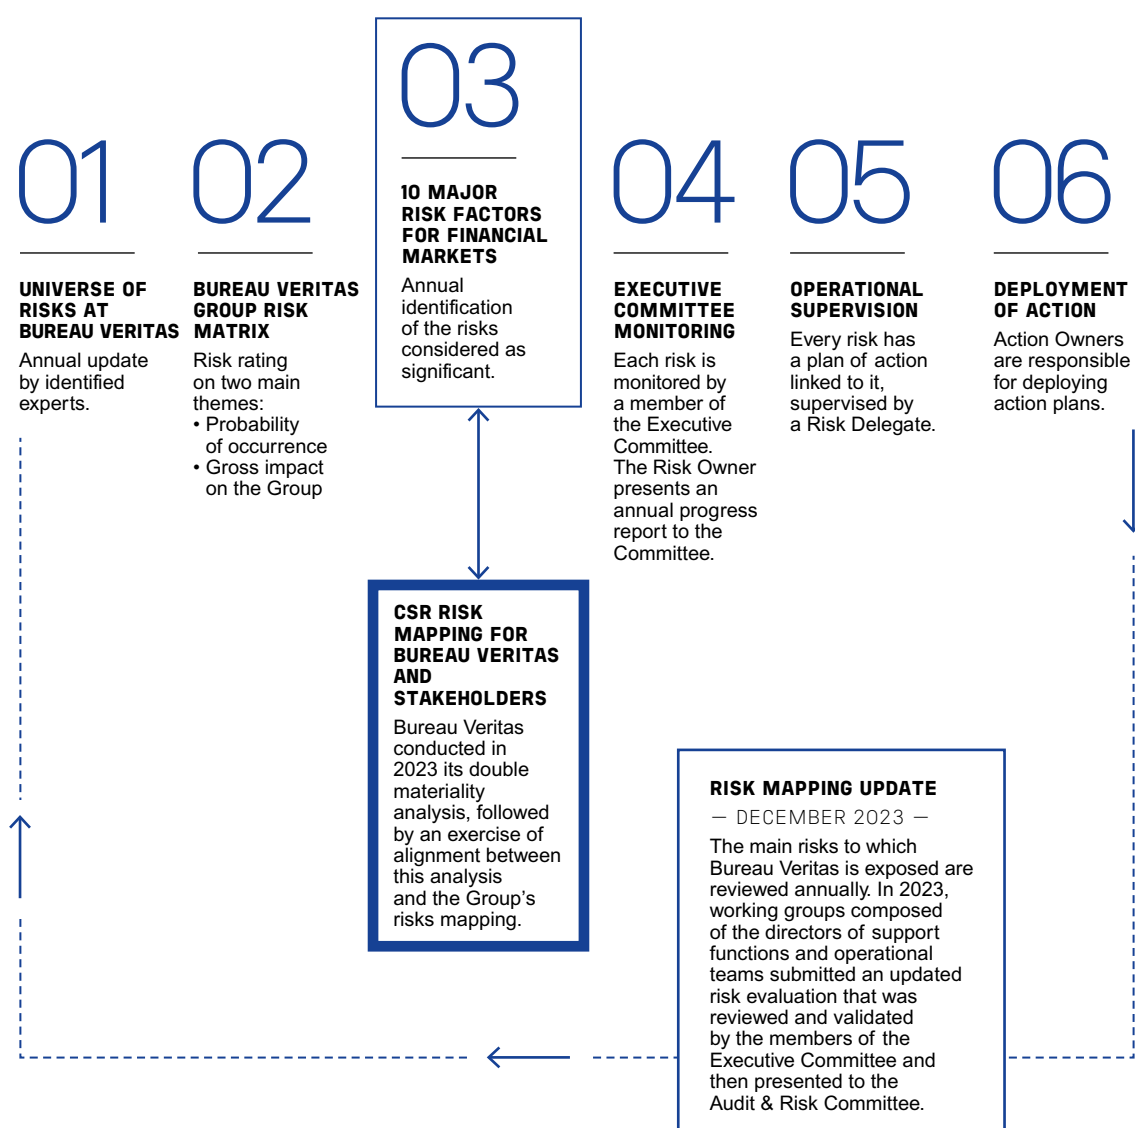 01
UNIVERSE OF
RISKS AT
BUREAU VERITAS
Annual update
by identified
experts.
02
BUREAU VERITAS
GROUP RISK
MATRIX
Risk rating
on two main
themes:
• Probability
of occurrence
• Gross impact
on the Group
03
10 MAJOR
RISK FACTORS
FOR FINANCIAL
MARKETS
Annual
identification
of the risks
considered as
significant.
04
EXECUTIVE
COMMITTEE
MONITORING
Each risk is
monitored by
a member of
the Executive
Committee.
The Risk Owner
presents an
annual progress
report to the
Committee.
05
OPERATIONAL
SUPERVISION
Every risk has
a plan of action
linked to it,
supervised by
a Risk Delegate.
06
DEPLOYMENT
OF ACTION
Action Owners
are responsible
for deploying
action plans.
CSR RISK
MAPPING FOR
BUREAU VERITAS
AND
STAKEHOLDERS
Bureau Veritas
conducted in
2023 its double
materiality
analysis, followed
by an exercise of
alignment between
this analysis
and the Group’s
risks mapping.
RISK MAPPING UPDATE
— DECEMBER 2023 —
The main risks to which
Bureau Veritas is exposed are
reviewed annually. In 2023,
working groups composed
of the directors of support
functions and operational
teams submitted an updated
risk evaluation that was
reviewed and validated
by the members of the
Executive Committee and
then presented to the
Audit & Risk Committee.